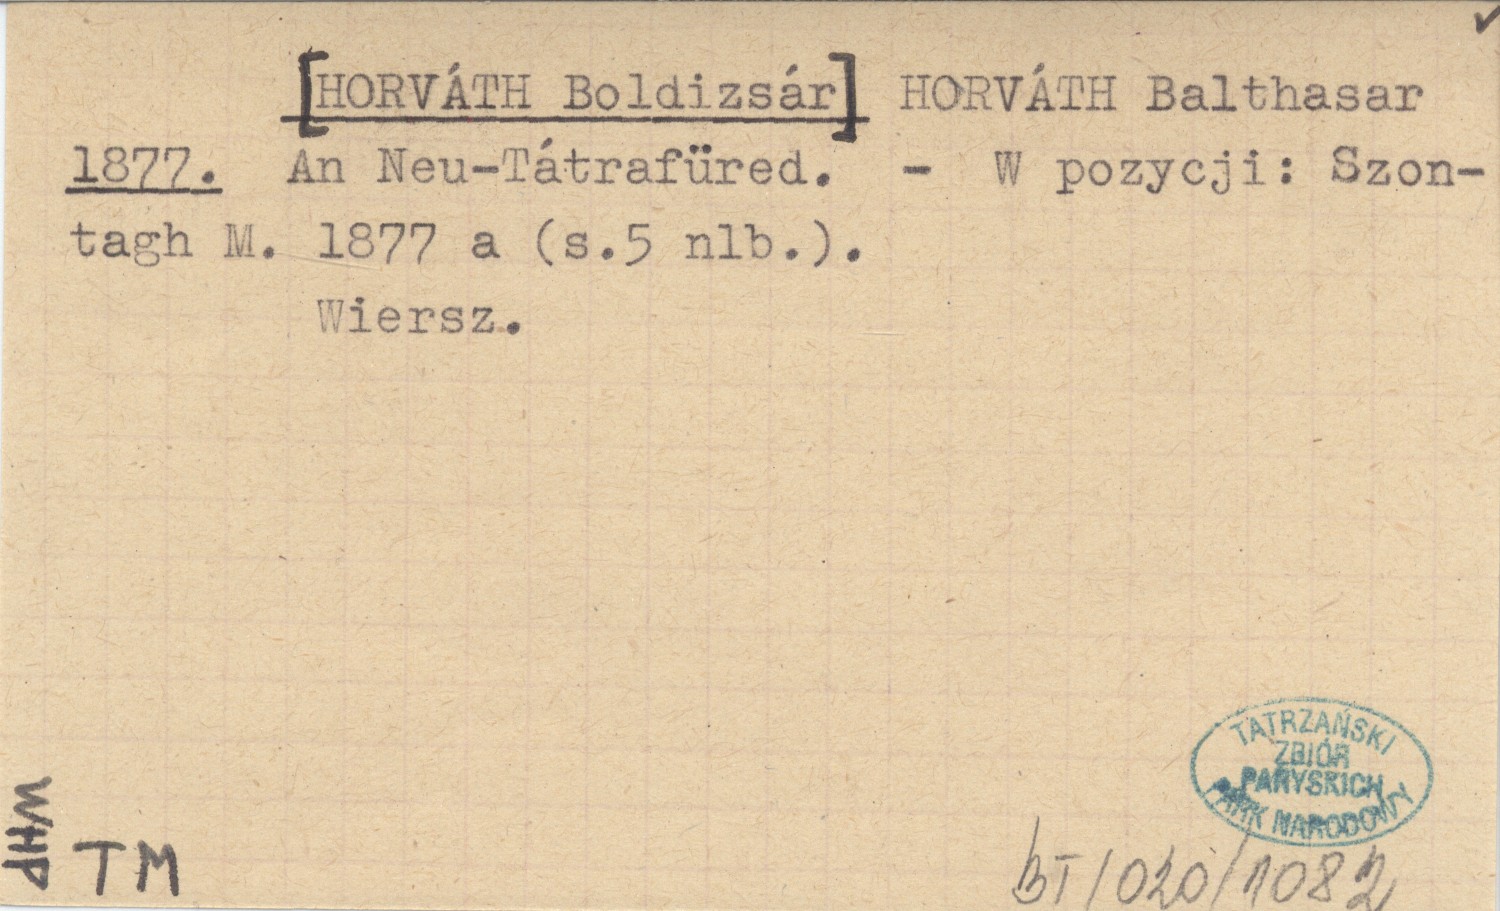 ✓
[HORVÁTH Boldizsár] HORVÁTH Balthasar
1877. An Neu-Tátrafüred. - W pozycji: Szon-
tagh M. 1877 a (s.5 nlb.).
Wiersz.
TATRZAŃSKI
ZBIÓR
PARYSKICH
PARK NARODOWY
WHP
TM
BT/020/1082